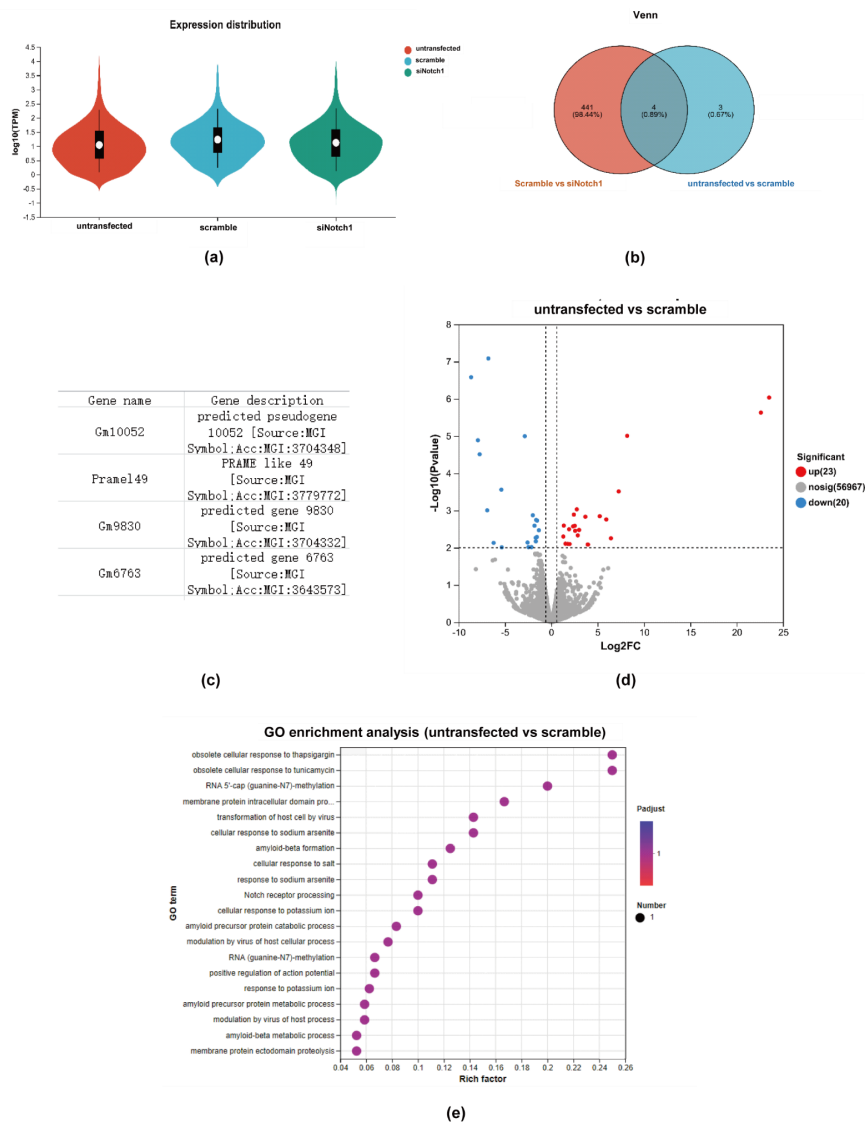 Expression distribution
4.5
4
3.5
3
2.5
2
1.5
1
0.5
0
-0.5
-1
-1.5
log10(TPM)
untransfected
scramble
siNotch1
untransfected
scramble
siNotch1
(a)
Venn
441
(98.44%)
4
(0.89%)
3
(0.67%)
Scramble vs siNotch1
untransfected vs scramble
(b)
Gene name Gene description
Gm10052 predicted pseudogene
10052 [Source:MGI
Symbol;Acc:MGI:3704348]
Pramel49 PRAME like 49
[Source:MGI
Symbol;Acc:MGI:3779772]
Gm9830 predicted gene 9830
[Source:MGI
Symbol;Acc:MGI:3704332]
Gm6763 predicted gene 6763
[Source:MGI
Symbol;Acc:MGI:3643573]
(c)
untransfected vs scramble
8
7
6
5
4
3
2
1
0
-Log10(Pvalue)
-10 -5 0 5 10 15 20 25
Log2FC
Significant
up(23)
nosig(56967)
down(20)
(d)
GO enrichment analysis (untransfected vs scramble)
obsolete cellular response to thapsigargin
obsolete cellular response to tunicamycin
RNA 5'-cap (guanine-N7)-methylation
membrane protein intracellular domain pro...
transformation of host cell by virus
cellular response to sodium arsenite
amyloid-beta formation
cellular response to salt
response to sodium arsenite
Notch receptor processing
cellular response to potassium ion
amyloid precursor protein catabolic process
modulation by virus of host cellular process
RNA (guanine-N7)-methylation
positive regulation of action potential
response to potassium ion
amyloid precursor protein metabolic process
modulation by virus of host process
amyloid-beta metabolic process
membrane protein ectodomain proteolysis
GO term
0.04 0.06 0.08 0.1 0.12 0.14 0.16 0.18 0.2 0.22 0.24 0.26
Rich factor
Padjust
1
Number
1
(e)